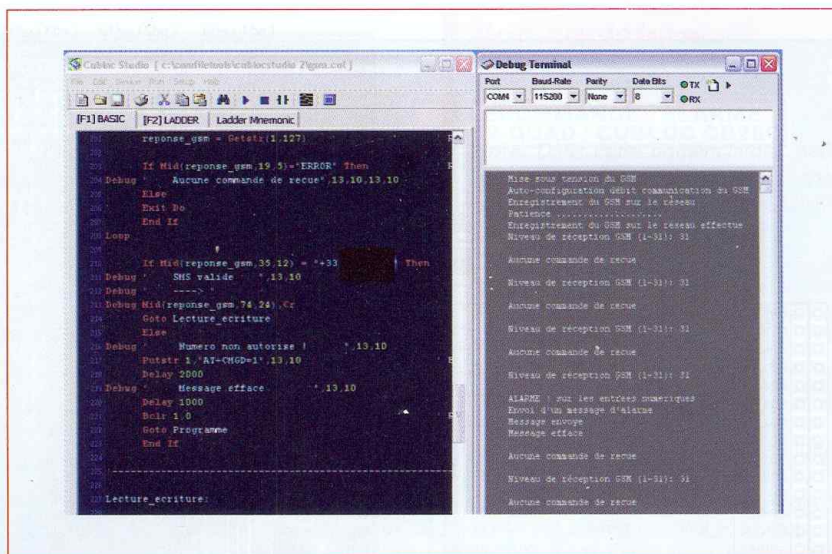 Cubloc Studio [ c:\comfiletools\cublocstudio 2\gsm.cul ]
File Edit Device Run Setup Help
[F1] BASIC [F2] LADDER Ladder Mnemonic
reponse_gsm = Getstr(1,127)
If Mid(reponse_gsm,19,5)="ERROR" Then
Debug " Aucune commande de recue",13,10,13,10
Else
Exit Do
End If
Loop
If Mid(reponse_gsm,35,12) = "+33 Then
Debug " SMS valide ",13,10
Debug " ----> "
Debug Mid(reponse_gsm,74,24),Cr
Goto Lecture_ecriture
Else
Debug " Numero non autorise ! ",13,10
Putstr 1,"AT+CMGD=1",13,10
Delay 2000
Debug " Message efface ",13,10
Delay 1000
Bclr 1,0
Goto Programme
End If
Lecture_ecriture:
Debug Terminal
Port Baud-Rate Parity Data Bits TX
COM4 115200 None 8 RX
Mise sous tension du GSM
Auto-configuration débit communication du GSM
Enregistrement du GSM sur le réseau
Patience ....................
Enregistrement du GSM sur le réseau effectue
Niveau de réception GSM (1-31): 31
Aucune commande de recue
Niveau de réception GSM (1-31): 31
Aucune commande de recue
Niveau de réception GSM (1-31): 31
Aucune commande de recue
Niveau de réception GSM (1-31): 31
ALARME : sur les entrées numeriques
Envoi d'un message d'alarme
Message envoye
Message efface
Aucune commande de recue
Niveau de réception GSM (1-31): 31
Aucune commande de recue